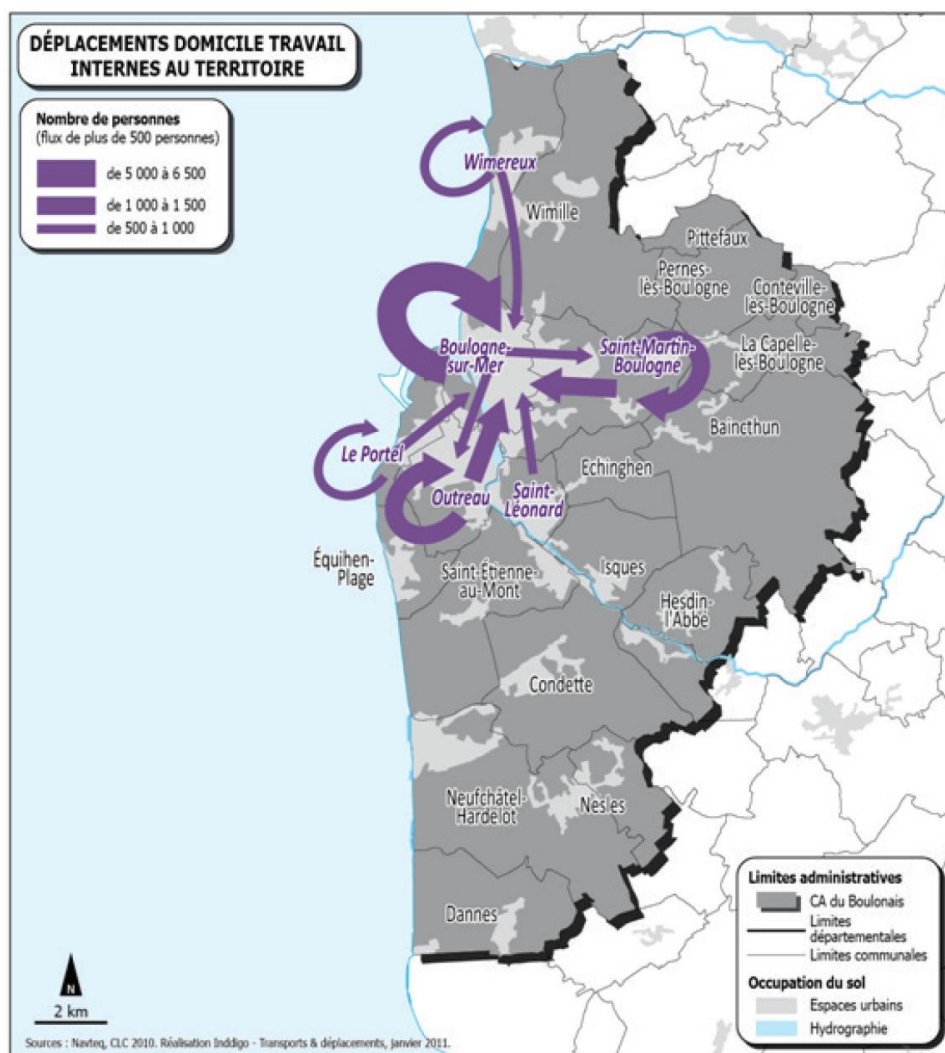 DÉPLACEMENTS DOMICILE TRAVAIL
INTERNES AU TERRITOIRE
Nombre de personnes
(flux de plus de 500 personnes)
de 5 000 à 6 500
de 1 000 à 1 500
de 500 à 1 000
Wimereux
Wimille
Pittefaux
Pernes-
lès-Boulogne
Conteville-
lès-Boulogne
Boulogne-
sur-Mer
Saint-Martin-
Boulogne
La Capelle-
lès-Boulogne
Baincthun
Le Portel
Echinghen
Outreau
Saint-
Léonard
Équihen-
Plage
Saint-Étienne-
au-Mont
Isques
Hesdin-
l'Abbé
Condette
Neufchâtel-
Hardelot
Nesles
Dannes
Limites administratives
CA du Boulonais
Limites
départementales
Limites communales
Occupation du sol
Espaces urbains
Hydrographie
N
2 km
Sources : Navteq, CLC 2010. Réalisation Inddigo - Transports & déplacements, janvier 2011.